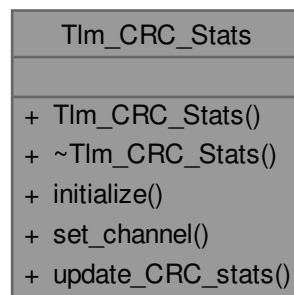 Tlm_CRC_Stats
+ Tlm_CRC_Stats()
+ ~Tlm_CRC_Stats()
+ initialize()
+ set_channel()
+ update_CRC_stats()